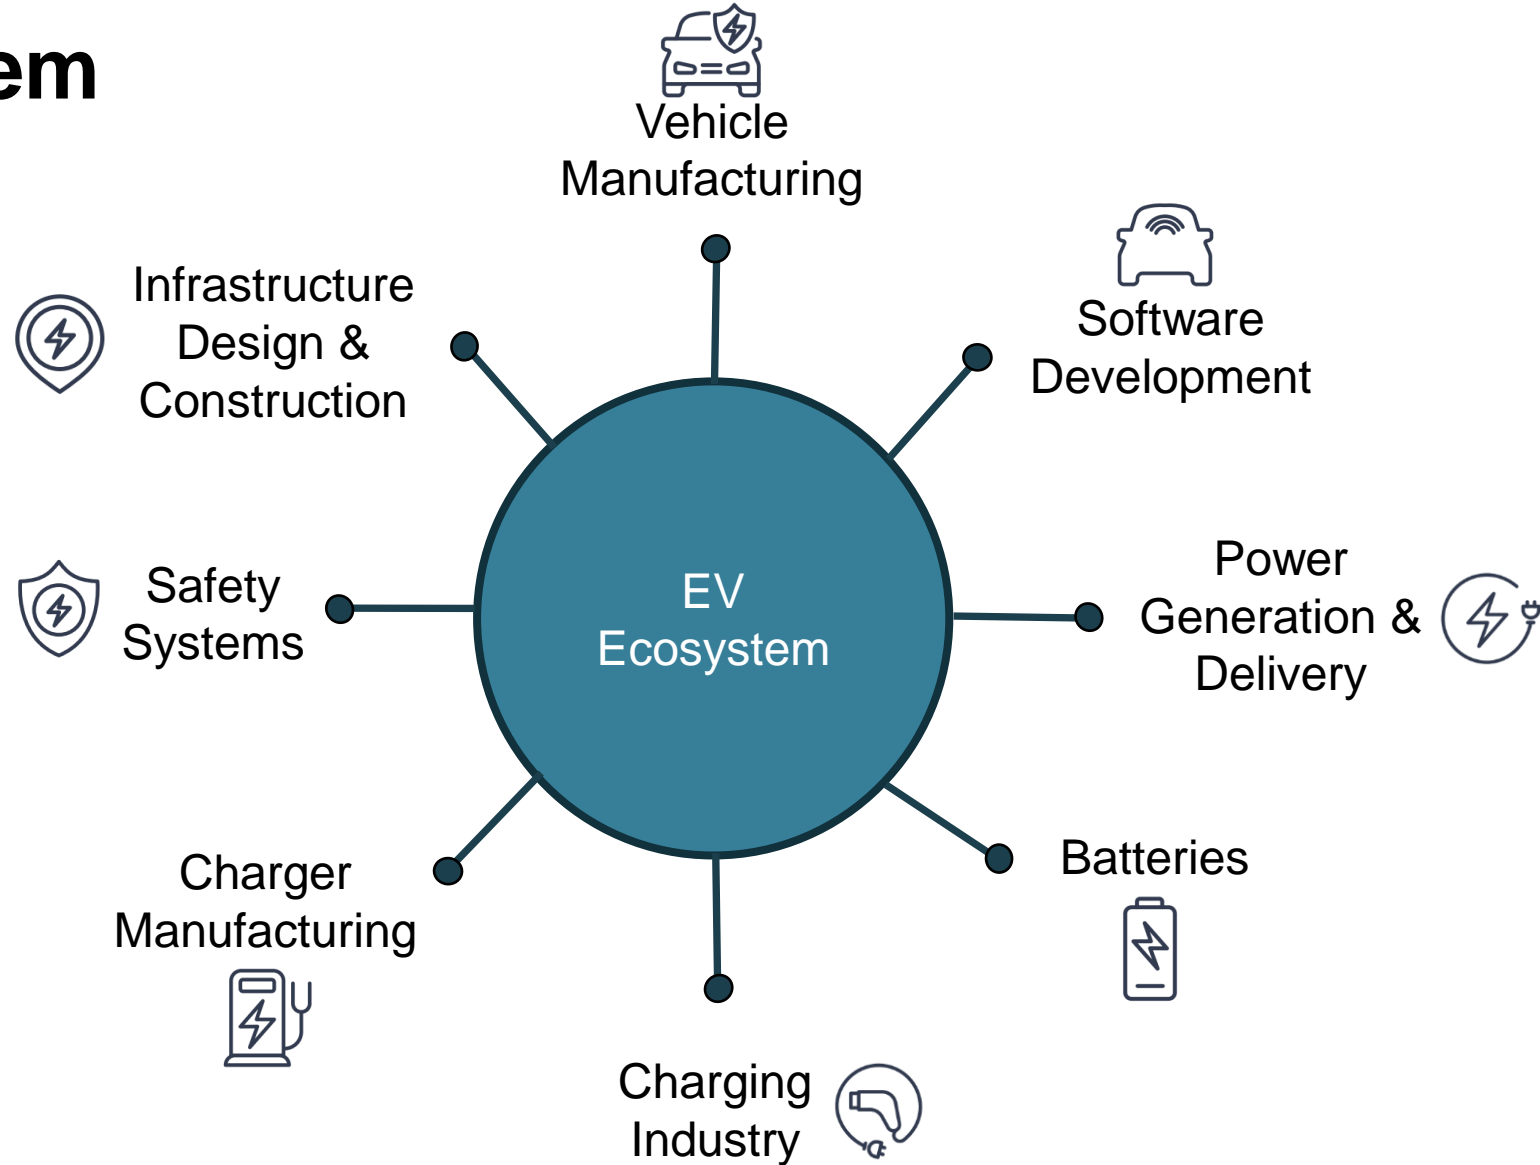 em
Vehicle
Manufacturing
Software
Development
Infrastructure
Design &
Construction
Power
Generation &
Delivery
Safety
Systems
EV
Ecosystem
Batteries
Charger
Manufacturing
Charging
Industry